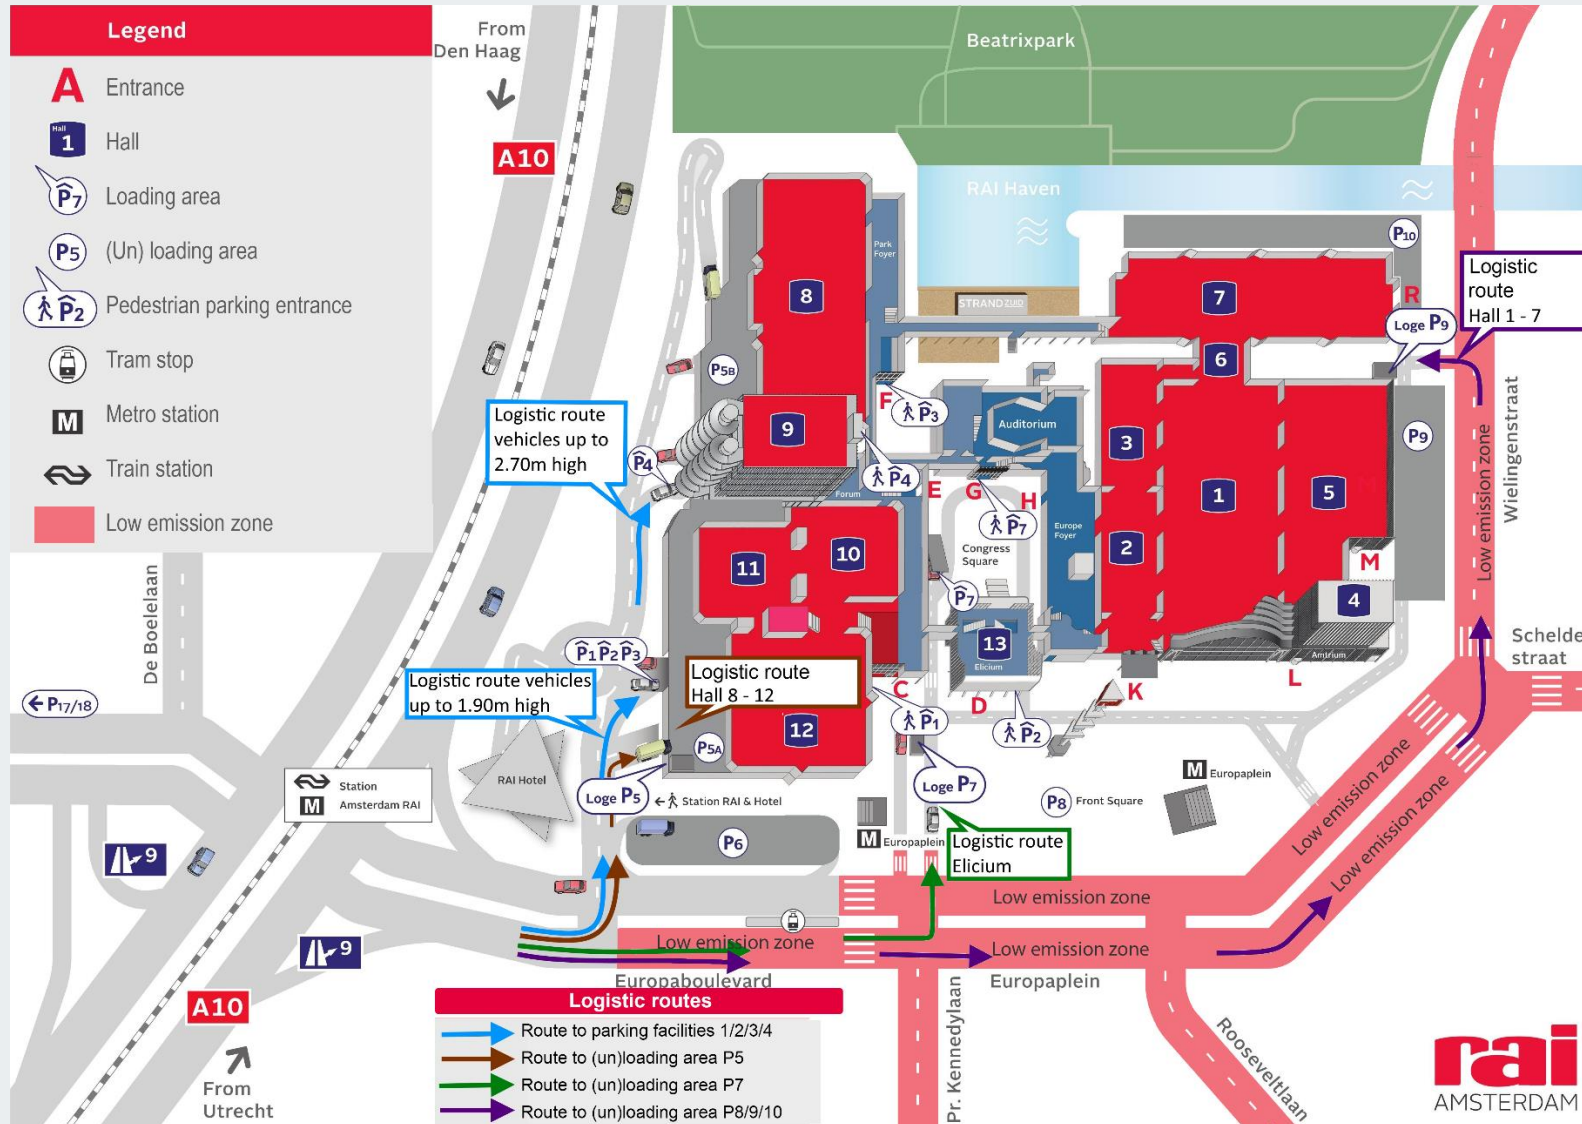 Legend
A Entrance
Hall
1 Hall
P7 Loading area
P5 (Un) loading area
P2 Pedestrian parking entrance
Tram stop
M Metro station
Train station
Low emission zone
From
Den Haag
A10
Beatrixpark
RAI Haven
STRANDZUID
Park
Foyer
8
P5B
7
P10
R
Logistic
route
Hall 1 - 7
Loge P9
6
F
P3
Auditorium
Logistic route
vehicles up to
2.70m high
9
P4
P4
Forum
E
G
H
P7
3
1
5
M
P9
Low emission zone
Wielingenstraat
11
10
Congress
Square
Europe
Foyer
2
M
4
P7
13
Elicium
Amtrium
Schelde
straat
De Boelelaan
P17/18
P1 P2 P3
Logistic route vehicles
up to 1.90m high
Logistic route
Hall 8 - 12
C
D
K
L
P1
P2
12
P5A
RAI Hotel
Station
M Amsterdam RAI
Loge P5
Station RAI & Hotel
Loge P7
P8 Front Square
M Europaplein
P6
M Europaplein
Logistic route
Elicium
9
9
Low emission zone
Low emission zone
Low emission zone
Low emission zone
Low emission zone
Europaboulevard
Europaplein
Pr. Kennedylaan
Rooseveltlaan
A10
From
Utrecht
Logistic routes
Route to parking facilities 1/2/3/4
Route to (un)loading area P5
Route to (un)loading area P7
Route to (un)loading area P8/9/10
rai
AMSTERDAM